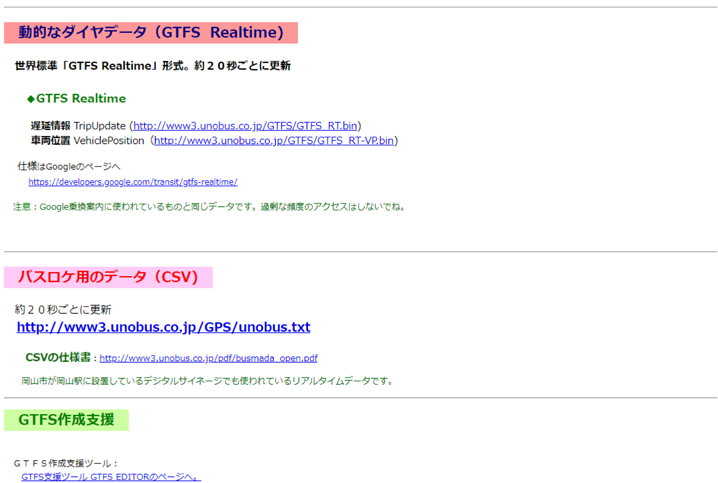 動的なダイヤデータ（GTFS Realtime）
世界標準「GTFS Realtime」形式。約２０秒ごとに更新
◆GTFS Realtime
遅延情報 TripUpdate (http://www3.unobus.co.jp/GTFS/GTFS_RT.bin)
車両位置 VehiclePosition（http://www3.unobus.co.jp/GTFS/GTFS_RT-VP.bin)
仕様はGoogleのページへ
https://developers.google.com/transit/gtfs-realtime/
注意：Google乗換案内に使われているものと同じデータです。過剰な頻度のアクセスはしないでね。
バスロケ用のデータ（CSV）
約２０秒ごとに更新
http://www3.unobus.co.jp/GPS/unobus.txt
CSVの仕様書：http://www3.unobus.co.jp/pdf/busmada_open.pdf
岡山市が岡山駅に設置しているデジタルサイネージでも使われているリアルタイムデータです。
GTFS作成支援
ＧＴＦＳ作成支援ツール：
GTFS支援ツール GTFS EDITORのページへ。